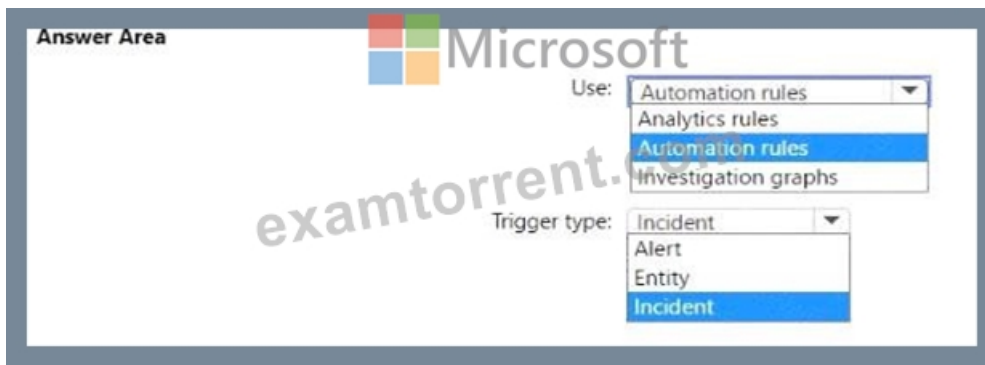 Answer Area
Microsoft
Use:
Automation rules
Analytics rules
Automation rules
Investigation graphs
examtorrent.com
Trigger type:
Incident
Alert
Entity
Incident